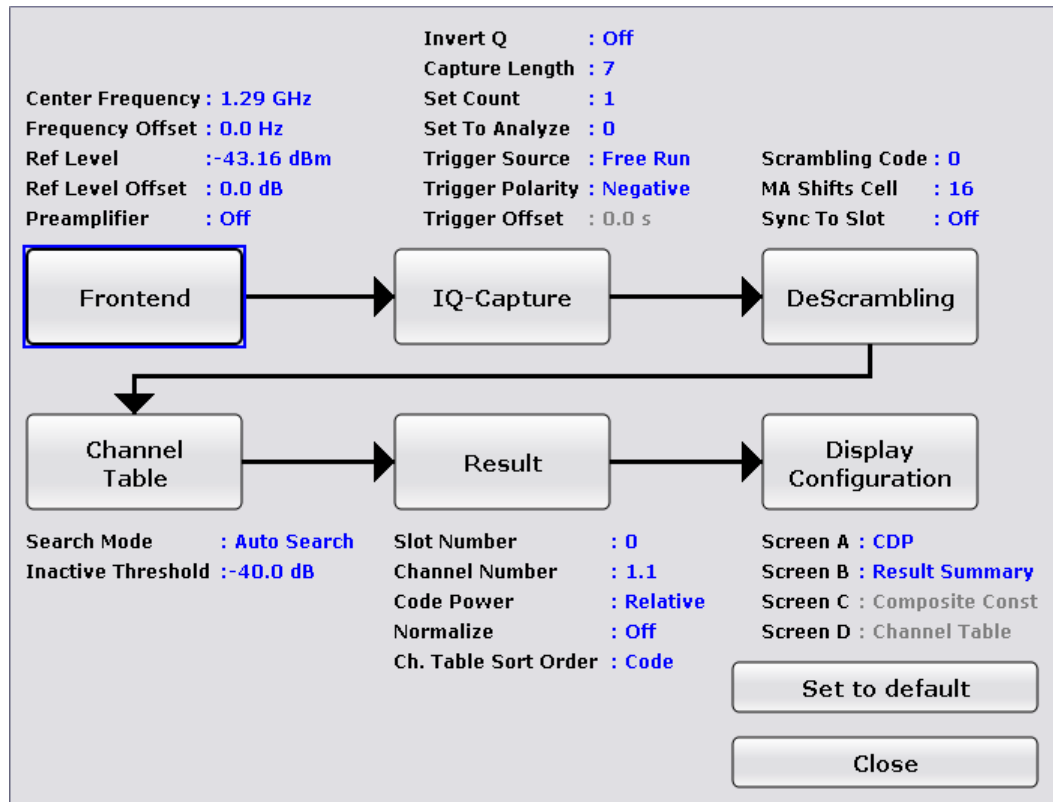 Center Frequency : 1.29 GHz
Frequency Offset : 0.0 Hz
Ref Level :-43.16 dBm
Ref Level Offset : 0.0 dB
Preamplifier : Off
Invert Q : Off
Capture Length : 7
Set Count : 1
Set To Analyze : 0
Trigger Source : Free Run
Trigger Polarity : Negative
Trigger Offset : 0.0 s
Scrambling Code : 0
MA Shifts Cell : 16
Sync To Slot : Off
Frontend
IQ-Capture
DeScrambling
Channel
Table
Result
Display
Configuration
Search Mode : Auto Search
Inactive Threshold :-40.0 dB
Slot Number : 0
Channel Number : 1.1
Code Power : Relative
Normalize : Off
Ch. Table Sort Order : Code
Screen A : CDP
Screen B : Result Summary
Screen C : Composite Const
Screen D : Channel Table
Set to default
Close